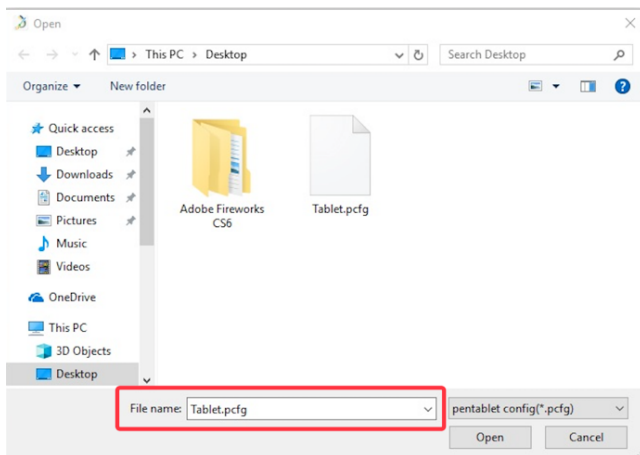 Open
This PC > Desktop
Search Desktop
Organize
New folder
Quick access
Desktop
Downloads
Documents
Pictures
Music
Videos
OneDrive
This PC
3D Objects
Desktop
Adobe Fireworks
CS6
Tablet.pcfg
File name: Tablet.pcfg
pentablet config(*.pcfg)
Open
Cancel